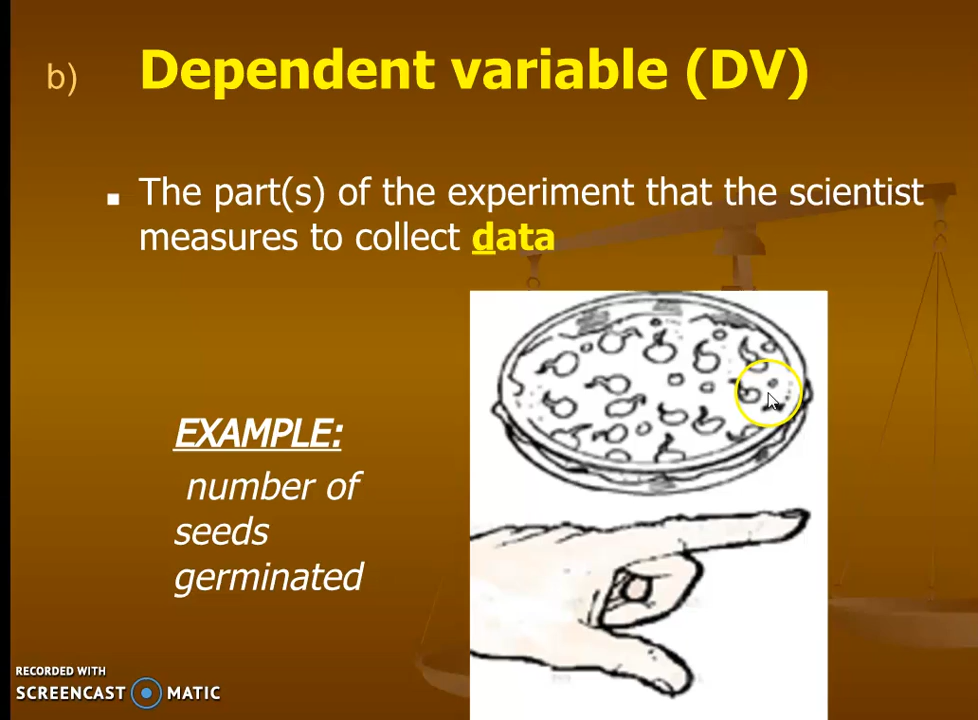 b) Dependent variable (DV)
▪ The part(s) of the experiment that the scientist
measures to collect data
EXAMPLE:
number of
seeds
germinated
RECORDED WITH
SCREENCAST MATIC